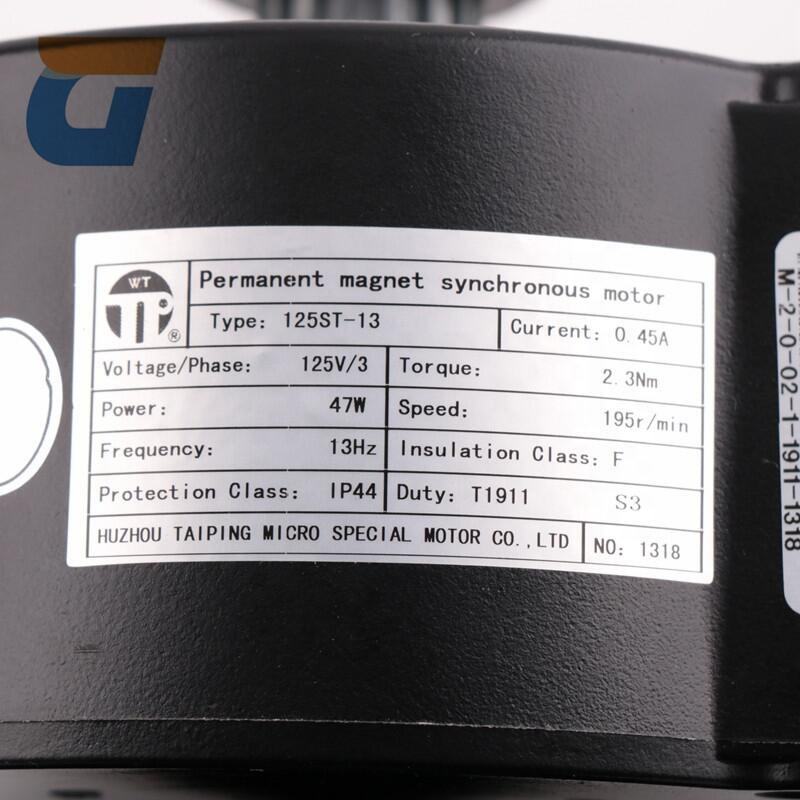 WT
TP
®
Permanent magnet synchronous motor
Type: 125ST-13
Current: 0.45A
Voltage/Phase: 125V/3
Torque: 2.3Nm
Power: 47W
Speed: 195r/min
Frequency: 13Hz
Insulation Class: F
Protection Class: IP44
Duty: T1911 S3
HUZHOU TAIPING MICRO SPECIAL MOTOR CO.,LTD
NO: 1318
M-2-0-02-1-1911-1318